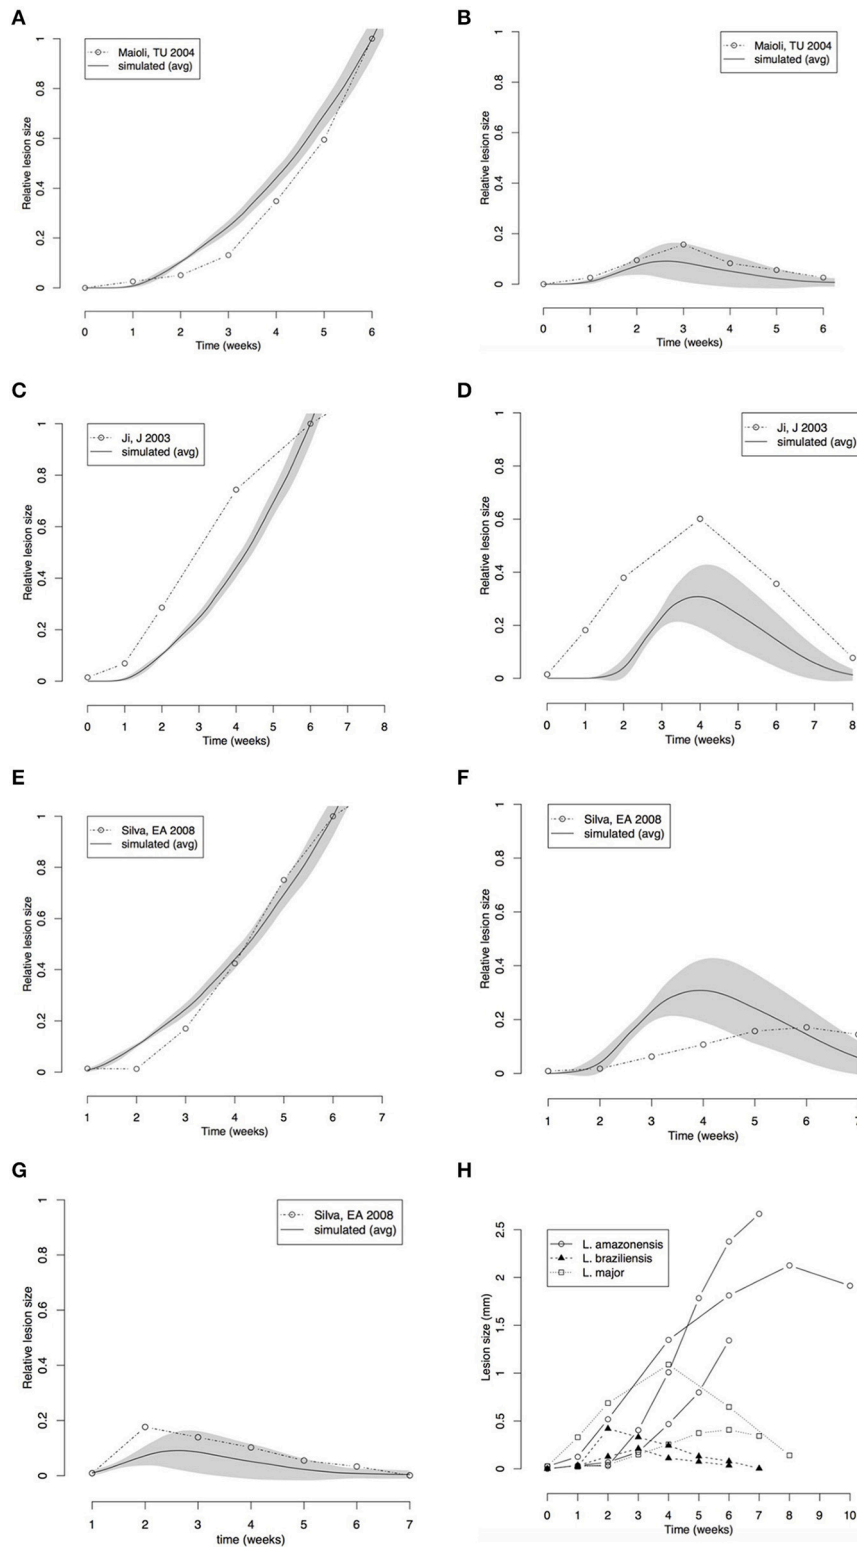 A
Maioli, TU 2004
simulated (avg)
Relative lesion size
0 0.2 0.4 0.6 0.8 1
0 1 2 3 4 5 6
Time (weeks)
B
Maioli, TU 2004
simulated (avg)
Relative lesion size
0 0.2 0.4 0.6 0.8 1
0 1 2 3 4 5 6
Time (weeks)
C
Ji, J 2003
simulated (avg)
Relative lesion size
0 0.2 0.4 0.6 0.8 1
0 1 2 3 4 5 6 7 8
Time (weeks)
D
Ji, J 2003
simulated (avg)
Relative lesion size
0 0.2 0.4 0.6 0.8 1
0 1 2 3 4 5 6 7 8
Time (weeks)
E
Silva, EA 2008
simulated (avg)
Relative lesion size
0 0.2 0.4 0.6 0.8 1
1 2 3 4 5 6 7
Time (weeks)
F
Silva, EA 2008
simulated (avg)
Relative lesion size
0 0.2 0.4 0.6 0.8 1
1 2 3 4 5 6 7
Time (weeks)
G
Silva, EA 2008
simulated (avg)
Relative lesion size
0 0.2 0.4 0.6 0.8 1
1 2 3 4 5 6 7
time (weeks)
H
L. amazonensis
L. braziliensis
L. major
Lesion size (mm)
0 0.5 1 1.5 2 2.5
0 1 2 3 4 5 6 7 8 9 10
Time (weeks)